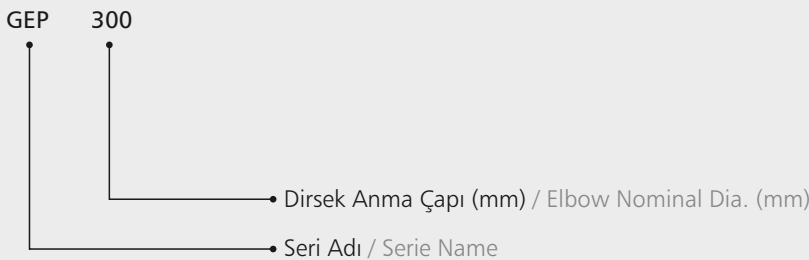 GEP 300
Dirsek Anma Çapı (mm) / Elbow Nominal Dia. (mm)
Seri Adı / Serie Name